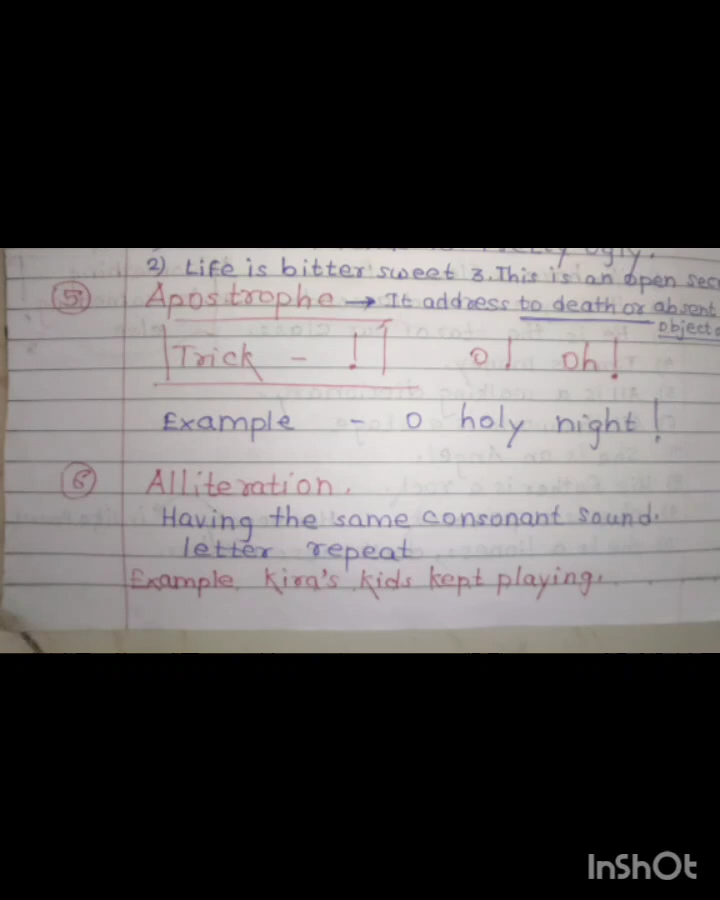 ugly.
2) Life is bitter sweet 3. This is an open sec
5 Apostrophe → It address to death or absent
object
Trick - ! o! oh!
Example - O holy night!
6 Alliteration.
Having the same consonant sound.
letter repeat
Example. Kira's kids kept playing.
InShOt